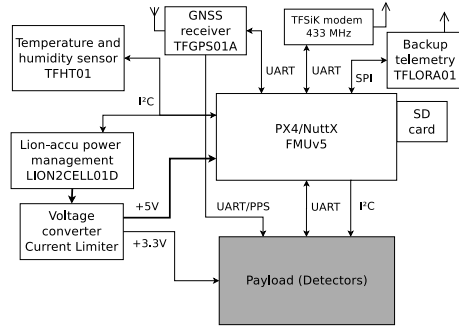 GNSS
receiver
TFGPS01A
TFSiK modem
433 MHz
Temperature and
humidity sensor
TFHT01
Backup
telemetry
TFLORA01
UART
UART
SPI
I²C
PX4/NuttX
FMUv5
SD
card
Lion-accu power
management
LION2CELL01D
+5V
UART/PPS
UART
I²C
Voltage
converter
Current Limiter
+3.3V
Payload (Detectors)